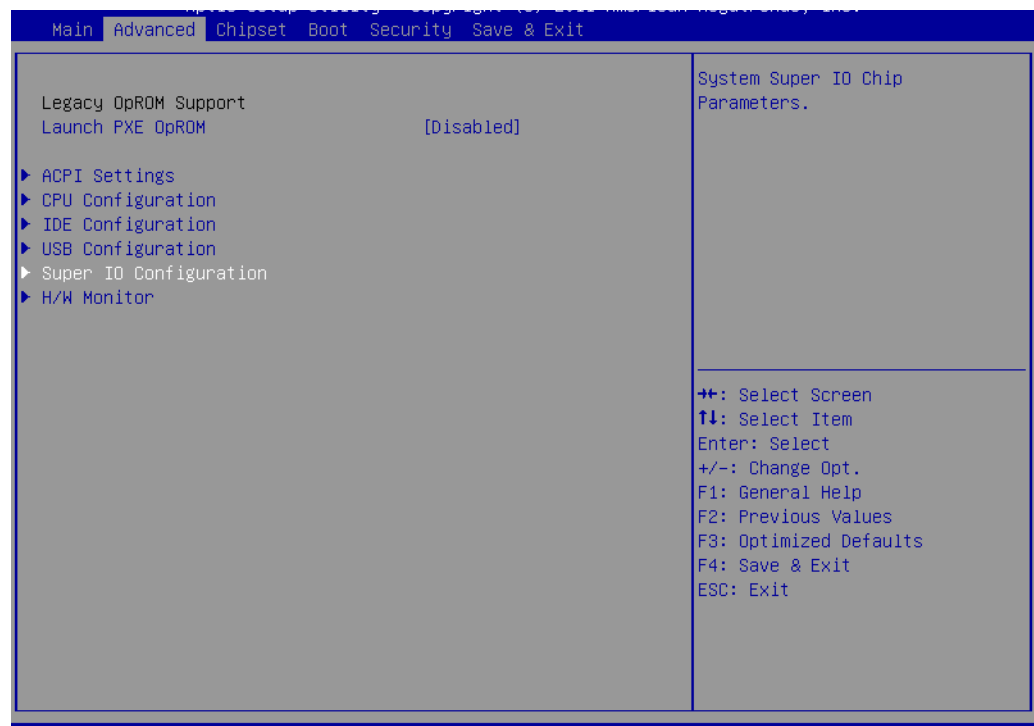 Main Advanced Chipset Boot Security Save & Exit
Legacy OpROM Support
Launch PXE OpROM [Disabled]
ACPI Settings
CPU Configuration
IDE Configuration
USB Configuration
Super IO Configuration
H/W Monitor
System Super IO Chip
Parameters.
→←: Select Screen
↑↓: Select Item
Enter: Select
+/-: Change Opt.
F1: General Help
F2: Previous Values
F3: Optimized Defaults
F4: Save & Exit
ESC: Exit